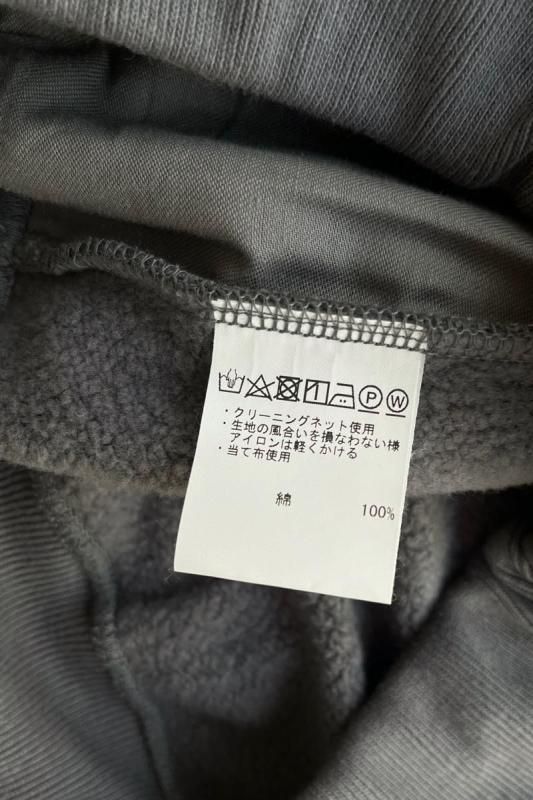 P W
・クリーニングネット使用
・生地の風合いを損なわない様
アイロンは軽くかける
・当て布使用
綿 100%